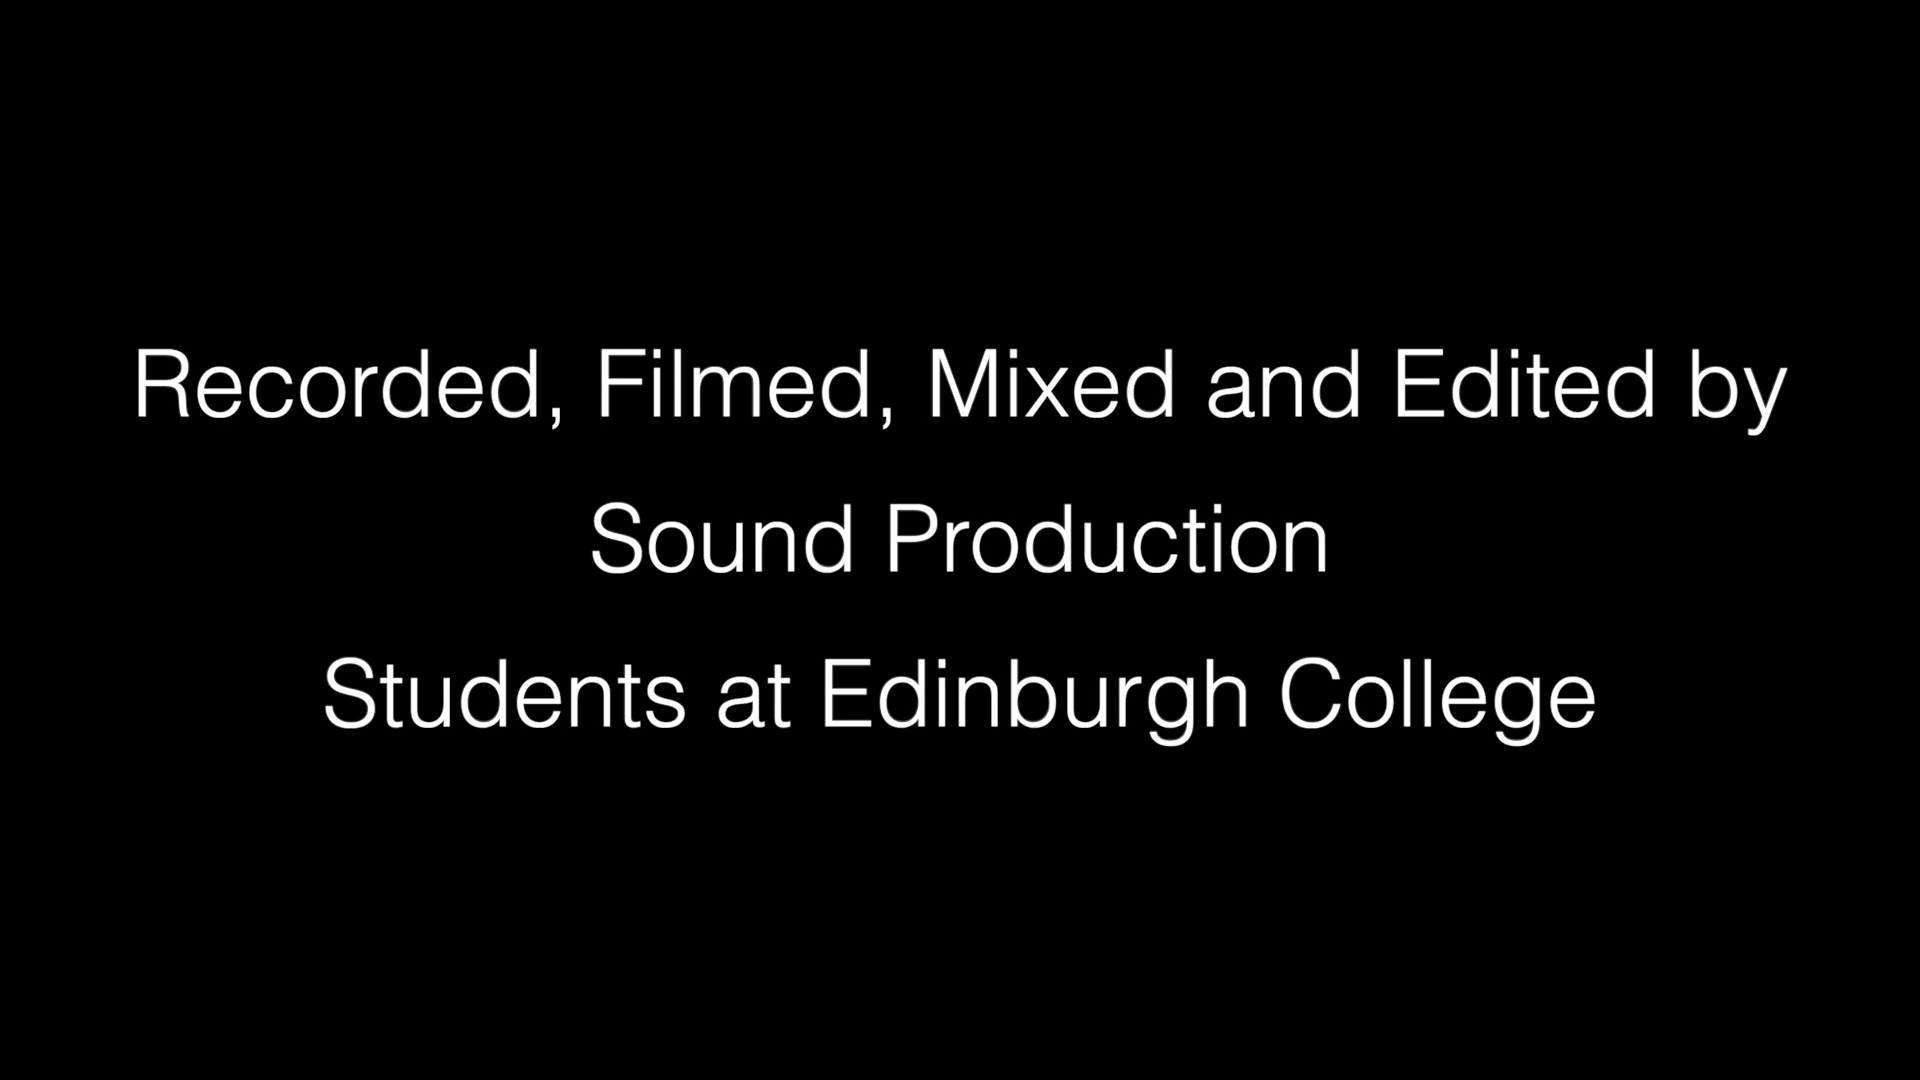 Recorded, Filmed, Mixed and Edited by
Sound Production
Students at Edinburgh College